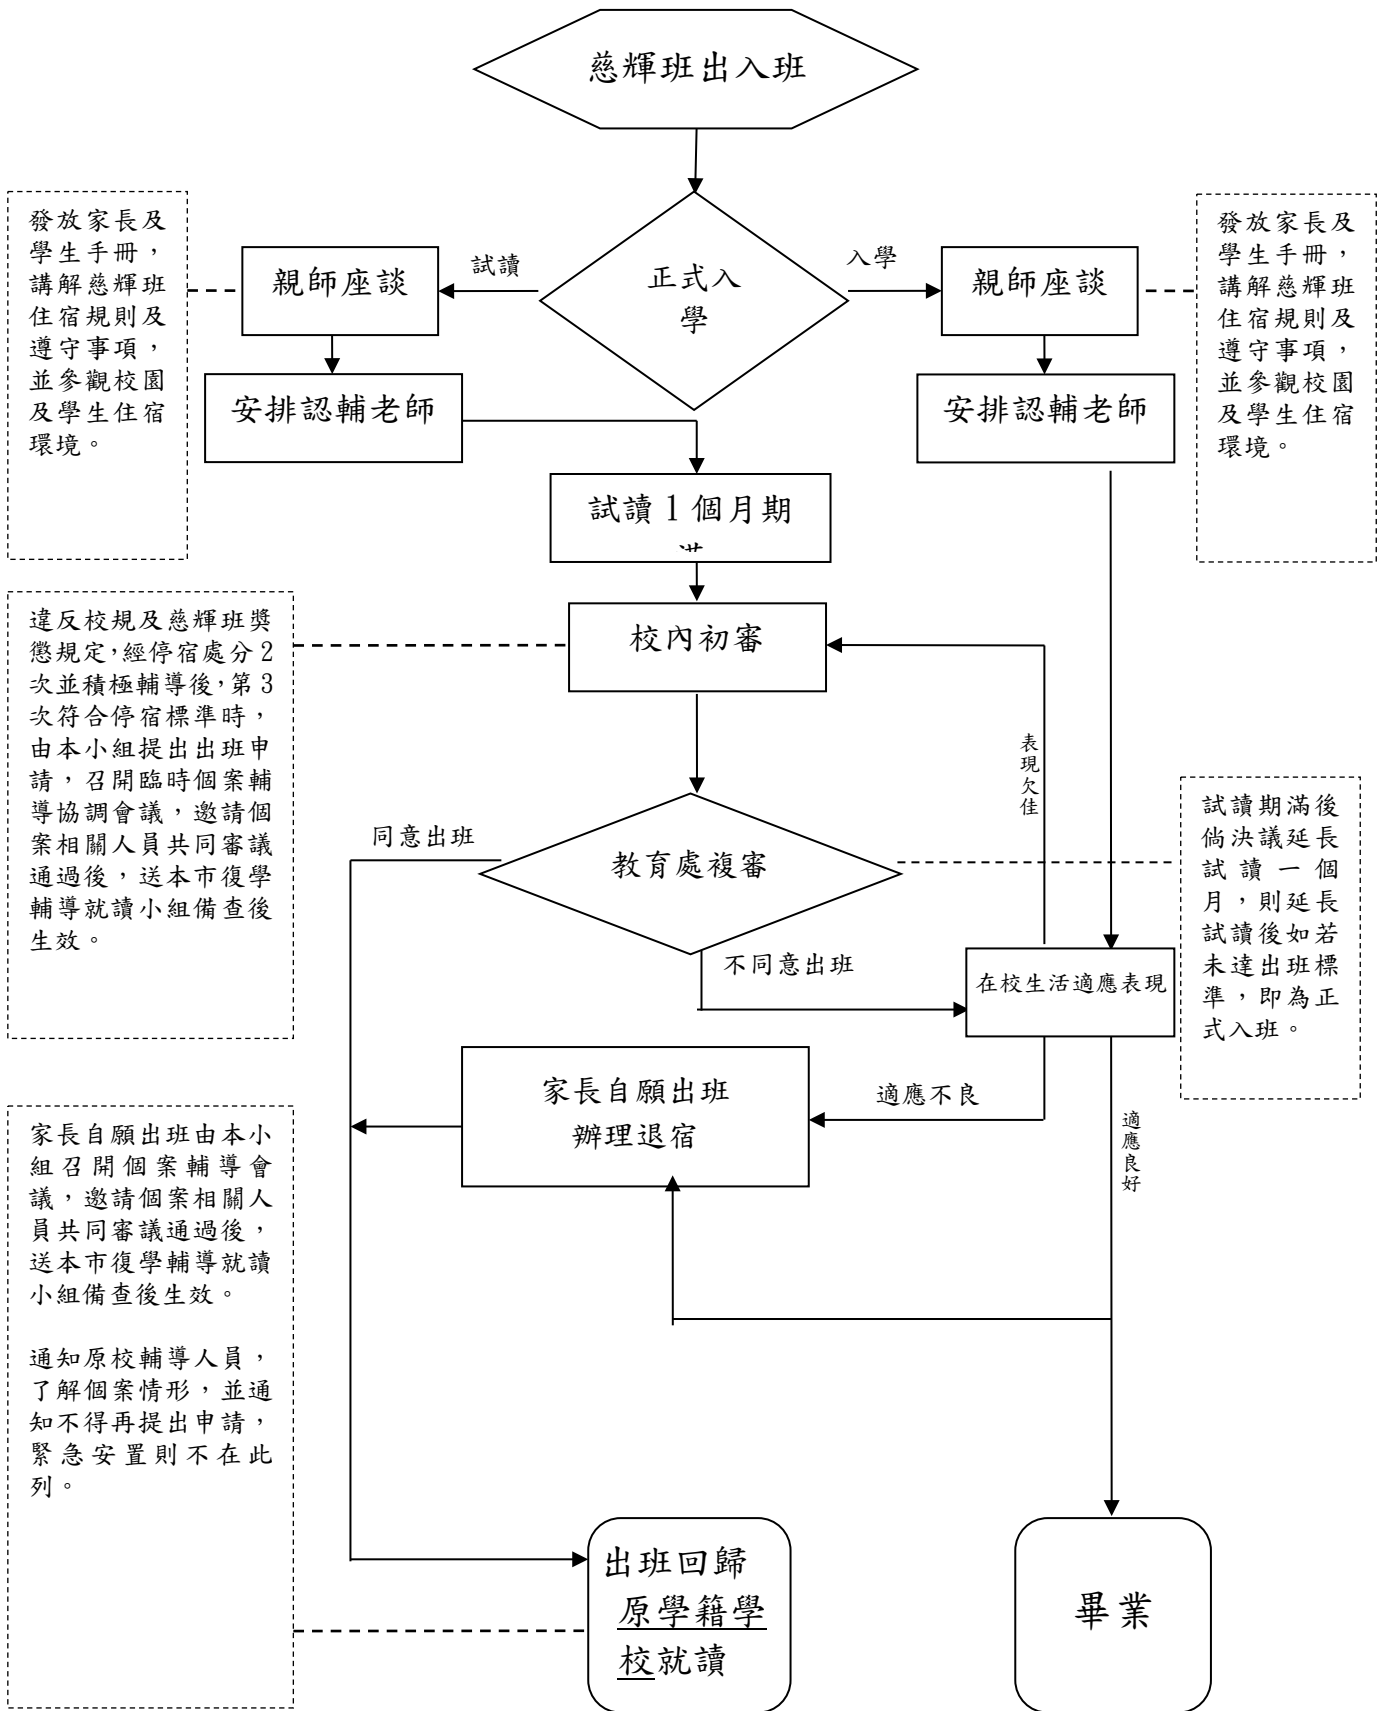 慈輝班出入班
發放家長及
學生手冊，
講解慈輝班
住宿規則及
遵守事項，
並參觀校園
及學生住宿
環境。
親師座談
試讀
正式入
學
入學
親師座談
發放家長及
學生手冊，
講解慈輝班
住宿規則及
遵守事項，
並參觀校園
及學生住宿
環境。
安排認輔老師
安排認輔老師
試讀 1 個月期
違反校規及慈輝班獎
懲規定,經停宿處分 2
次並積極輔導後,第 3
次符合停宿標準時，
由本小組提出出班申
請，召開臨時個案輔
導協調會議，邀請個
案相關人員共同審議
通過後，送本市復學
輔導就讀小組備查後
生效。
校內初審
表現欠佳
同意出班
教育處複審
試讀期滿後
倘決議延長
試讀一個
月，則延長
試讀後如若
未達出班標
準，即為正
式入班。
不同意出班
在校生活適應表現
家長自願出班
辦理退宿
適應不良
適應良好
家長自願出班由本小
組召開個案輔導會
議，邀請個案相關人
員共同審議通過後，
送本市復學輔導就讀
小組備查後生效。
通知原校輔導人員，
了解個案情形，並通
知不得再提出申請，
緊急安置則不在此
列。
出班回歸
原學籍學
校就讀
畢業